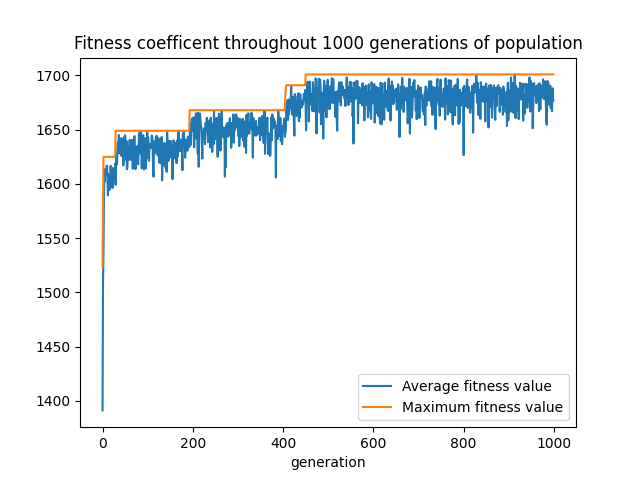 Fitness coefficent throughout 1000 generations of population
1700
1650
1600
1550
1500
1450
1400
Average fitness value
Maximum fitness value
0 200 400 600 800 1000
generation